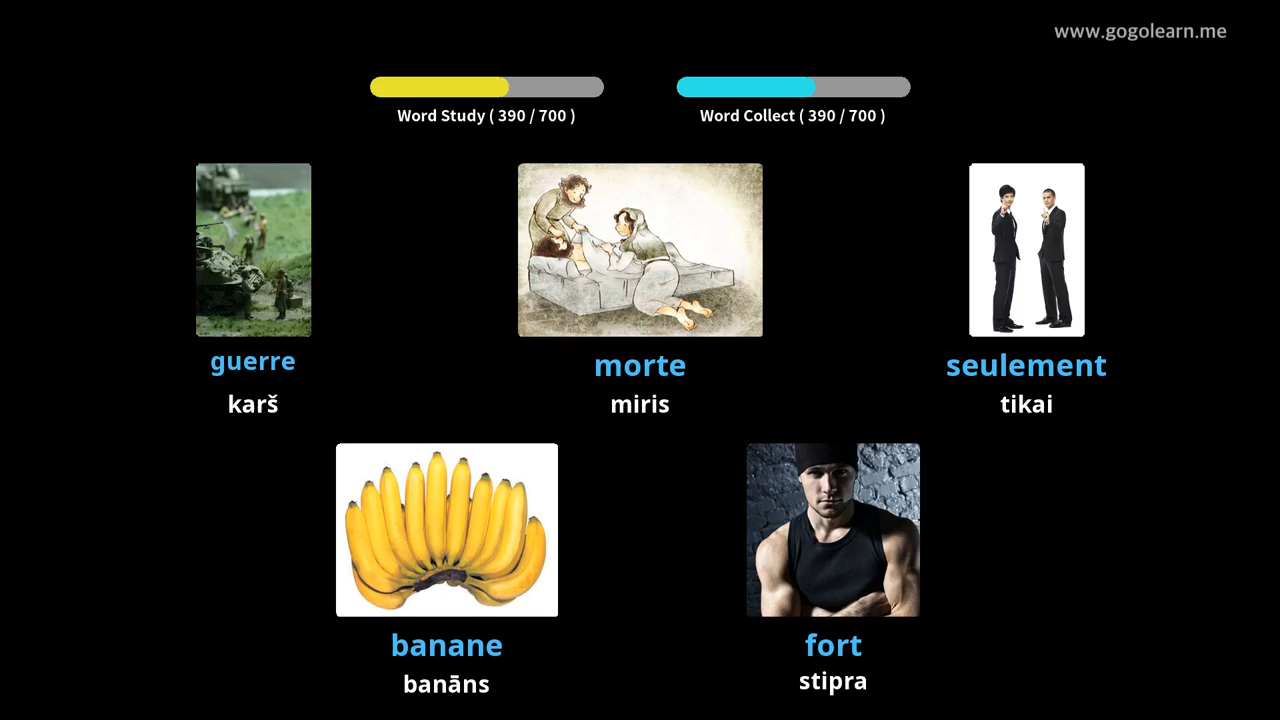 www.gogolearn.me
Word Study ( 390 / 700 )
Word Collect ( 390 / 700 )
guerre
karš
morte
miris
seulement
tikai
banane
banāns
fort
stipra